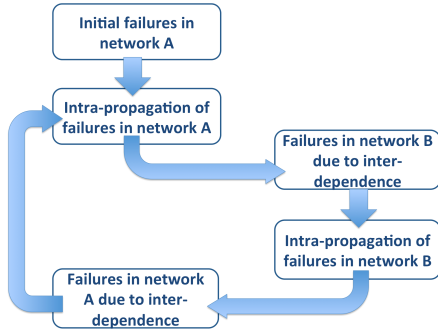 Initial failures in
network A
Intra-propagation of
failures in network A
Failures in network B
due to inter-
dependence
Intra-propagation of
failures in network B
Failures in network
A due to inter-
dependence